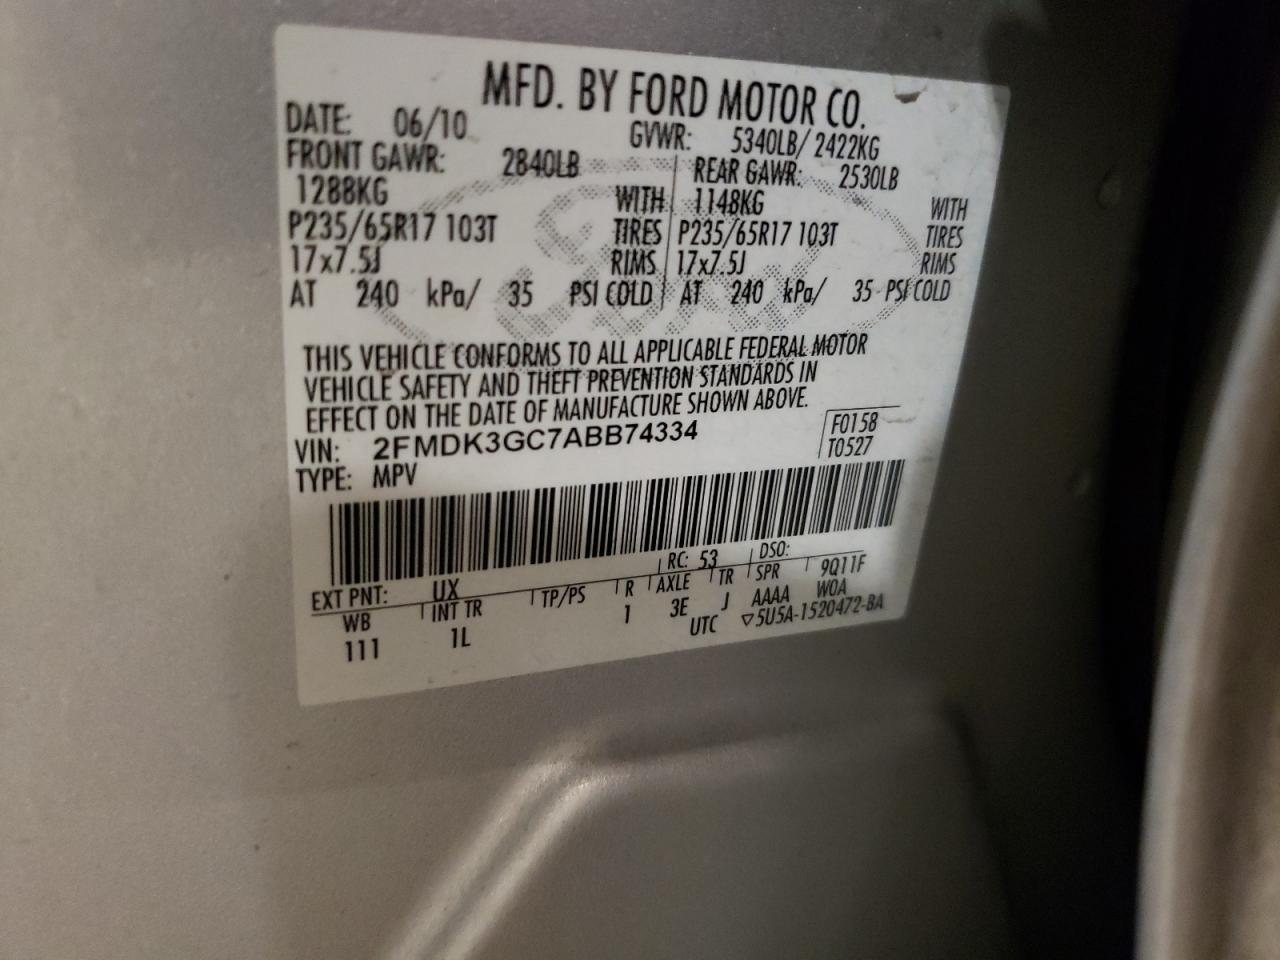 MFD. BY FORD MOTOR CO.
DATE: 06/10 GVWR: 5340LB/ 2422KG
FRONT GAWR: 2840LB REAR GAWR: 2530LB
1288KG WITH 1148KG WITH
P235/65R17 103T TIRES P235/65R17 103T TIRES
17x7.5J RIMS 17x7.5J RIMS
AT 240 kPa/ 35 PSI COLD AT 240 kPa/ 35 PSI COLD
THIS VEHICLE CONFORMS TO ALL APPLICABLE FEDERAL MOTOR
VEHICLE SAFETY AND THEFT PREVENTION STANDARDS IN
EFFECT ON THE DATE OF MANUFACTURE SHOWN ABOVE.
VIN: 2FMDK3GC7ABB74334 F0158
TYPE: MPV T0527
EXT PNT: UX RC: 53 DSO:
WB INT TR TP/PS R AXLE TR SPR 9Q11F
111 1L 1 3E J AAAA W0A
UTC ▽5U5A-1520472-BA